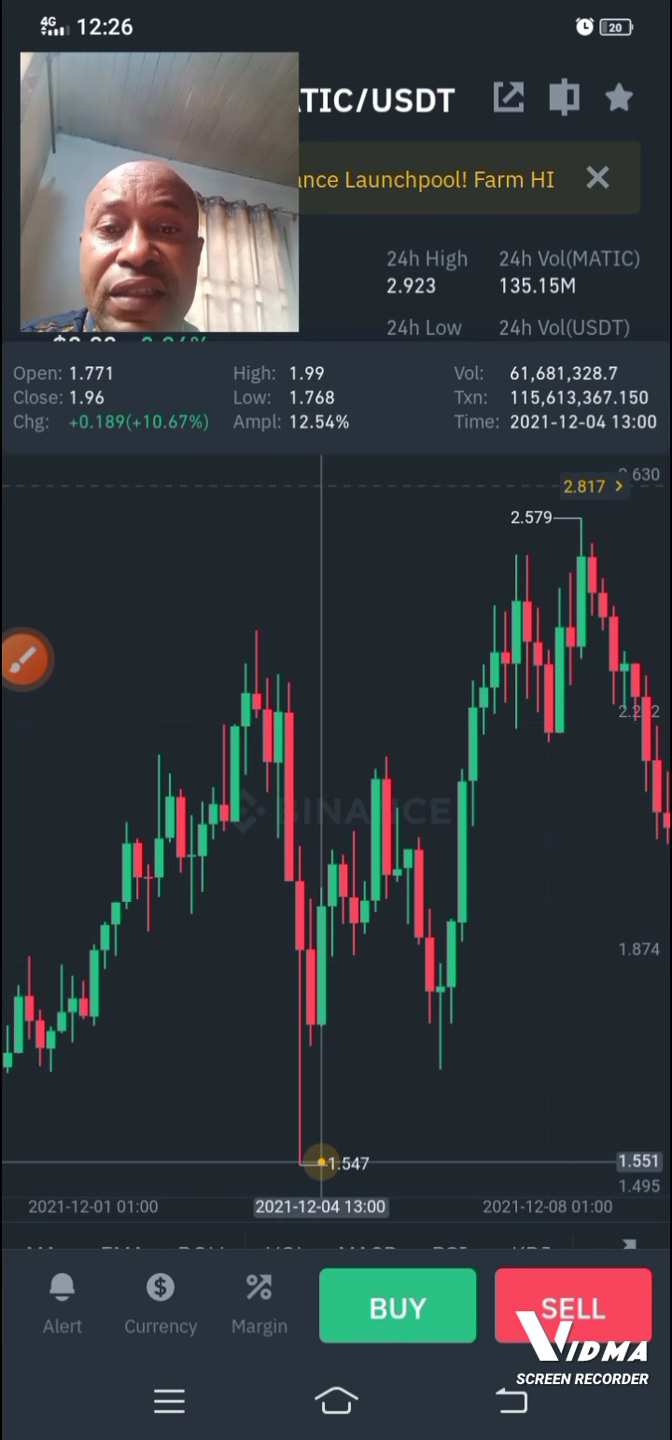 4G 12:26 20
TIC/USDT
ance Launchpool! Farm HI
24h High 24h Vol(MATIC)
2.923 135.15M
24h Low 24h Vol(USDT)
Open: 1.771 High: 1.99 Vol: 61,681,328.7
Close: 1.96 Low: 1.768 Txn: 115,613,367.150
Chg: +0.189(+10.67%) Ampl: 12.54% Time: 2021-12-04 13:00
2.817 >
2.579
BINANCE
1.874
1.547 1.551
1.495
2021-12-01 01:00 2021-12-04 13:00 2021-12-08 01:00
BUY SELL
Alert Currency Margin
VIDMA
SCREEN RECORDER